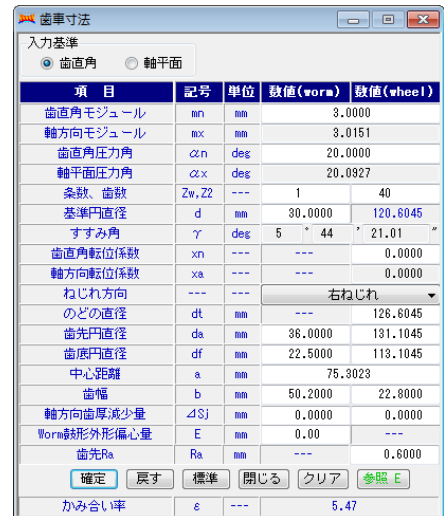 歯車寸法
入力基準
歯直角 軸平面
項 目 記号 単位 数値(worm) 数値(wheel)
歯直角モジュール mn mm 3.0000
軸方向モジュール mx mm 3.0151
歯直角圧力角 αn deg 20.0000
軸平面圧力角 αx deg 20.0927
条数、歯数 Zw,Z2 --- 1 40
基準円直径 d mm 30.0000 120.6045
すすみ角 γ deg 5 ° 44 ' 21.01 "
歯直角転位係数 xn --- --- 0.0000
軸方向転位係数 xa --- --- 0.0000
ねじれ方向 --- --- 右ねじれ
のどの直径 dt mm --- 126.6045
歯先円直径 da mm 36.0000 131.1045
歯底円直径 df mm 22.5000 113.1045
中心距離 a mm 75.3023
歯幅 b mm 50.2000 22.8000
軸方向歯厚減少量 ⊿Sj mm 0.0000 0.0000
Worm鼓形外形偏心量 E mm 0.00 ---
歯先Ra Ra mm --- 0.6000
確定 戻す 標準 閉じる クリア 参照 E
かみ合い率 ε --- 5.47